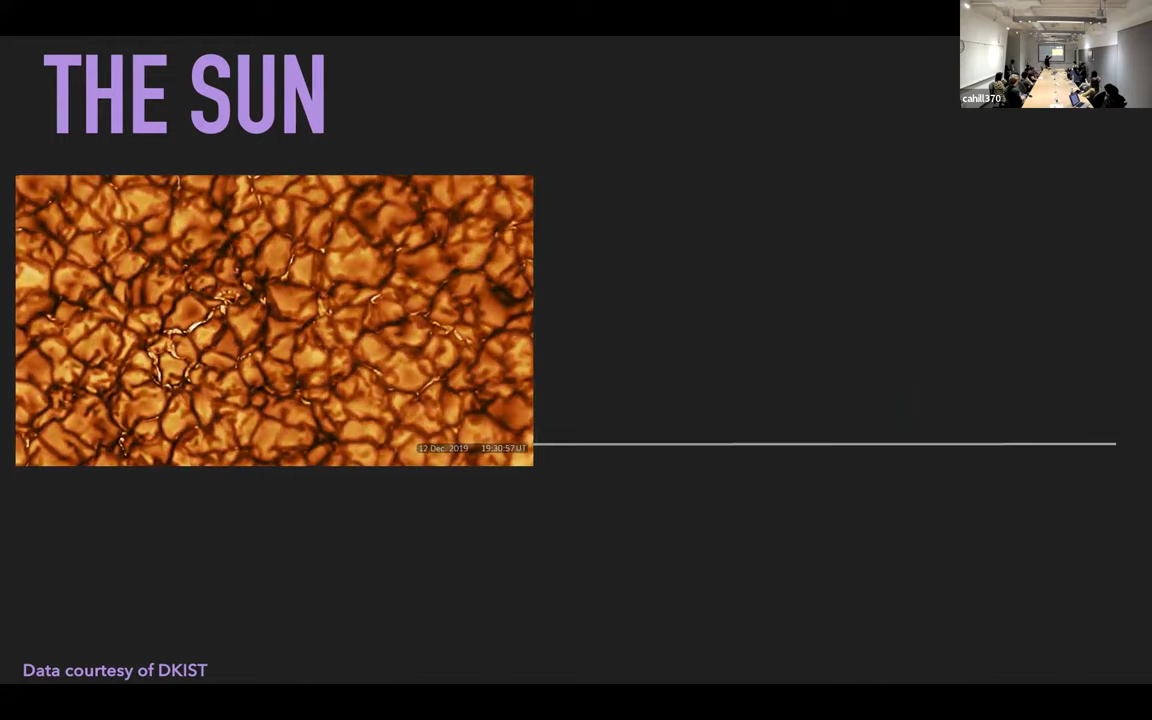 THE SUN
cahill370
12 Dec. 2019 19:30:57 UT
Data courtesy of DKIST